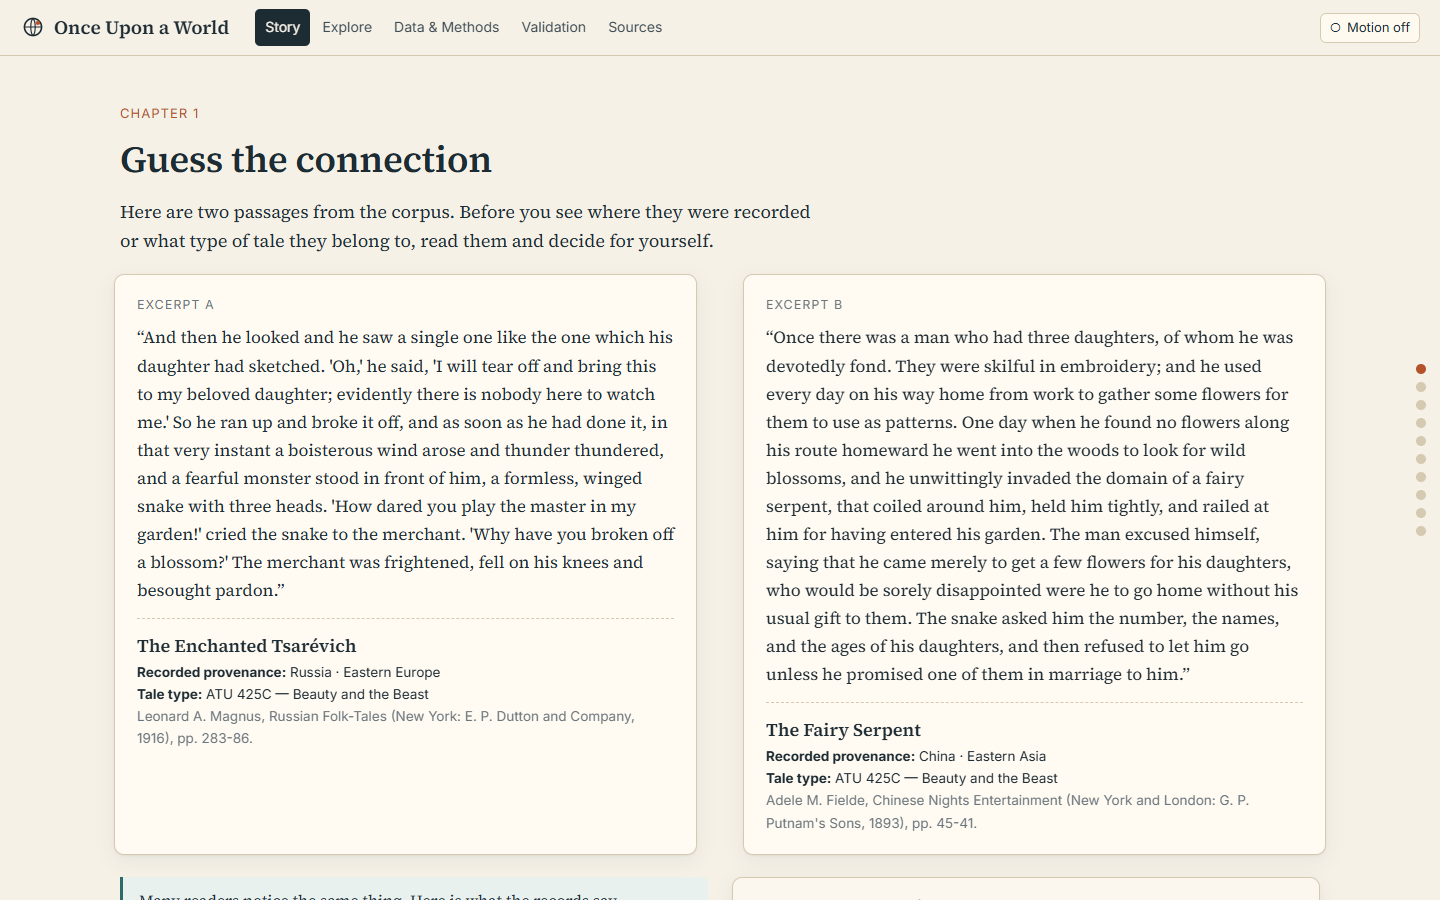 Once Upon a World
Story
Explore
Data & Methods
Validation
Sources
Motion off
CHAPTER 1
Guess the connection
Here are two passages from the corpus. Before you see where they were recorded
or what type of tale they belong to, read them and decide for yourself.
EXCERPT A
“And then he looked and he saw a single one like the one which his
daughter had sketched. 'Oh,' he said, 'I will tear off and bring this
to my beloved daughter; evidently there is nobody here to watch
me.' So he ran up and broke it off, and as soon as he had done it, in
that very instant a boisterous wind arose and thunder thundered,
and a fearful monster stood in front of him, a formless, winged
snake with three heads. 'How dared you play the master in my
garden!' cried the snake to the merchant. 'Why have you broken off
a blossom?' The merchant was frightened, fell on his knees and
besought pardon.”
The Enchanted Tsarévich
Recorded provenance: Russia · Eastern Europe
Tale type: ATU 425C — Beauty and the Beast
Leonard A. Magnus, Russian Folk-Tales (New York: E. P. Dutton and Company,
1916), pp. 283-86.
EXCERPT B
“Once there was a man who had three daughters, of whom he was
devotedly fond. They were skilful in embroidery; and he used
every day on his way home from work to gather some flowers for
them to use as patterns. One day when he found no flowers along
his route homeward he went into the woods to look for wild
blossoms, and he unwittingly invaded the domain of a fairy
serpent, that coiled around him, held him tightly, and railed at
him for having entered his garden. The man excused himself,
saying that he came merely to get a few flowers for his daughters,
who would be sorely disappointed were he to go home without his
usual gift to them. The snake asked him the number, the names,
and the ages of his daughters, and then refused to let him go
unless he promised one of them in marriage to him.”
The Fairy Serpent
Recorded provenance: China · Eastern Asia
Tale type: ATU 425C — Beauty and the Beast
Adele M. Fielde, Chinese Nights Entertainment (New York and London: G. P.
Putnam's Sons, 1893), pp. 45-41.
Many readers notice the same thing. Here is what the records say